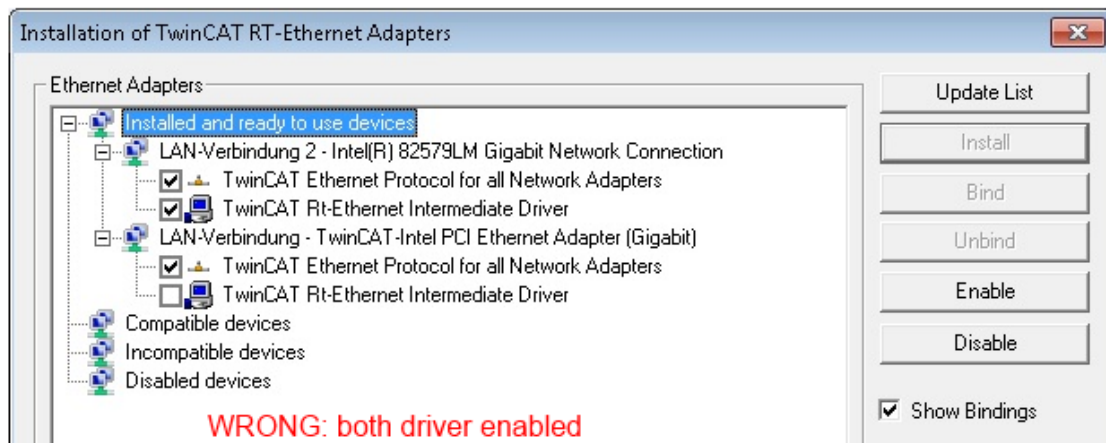 Installation of TwinCAT RT-Ethernet Adapters
Ethernet Adapters
Installed and ready to use devices
LAN-Verbindung 2 - Intel(R) 82579LM Gigabit Network Connection
TwinCAT Ethernet Protocol for all Network Adapters
TwinCAT Rt-Ethernet Intermediate Driver
LAN-Verbindung - TwinCAT-Intel PCI Ethernet Adapter (Gigabit)
TwinCAT Ethernet Protocol for all Network Adapters
TwinCAT Rt-Ethernet Intermediate Driver
Compatible devices
Incompatible devices
Disabled devices
WRONG: both driver enabled
Update List
Install
Bind
Unbind
Enable
Disable
Show Bindings